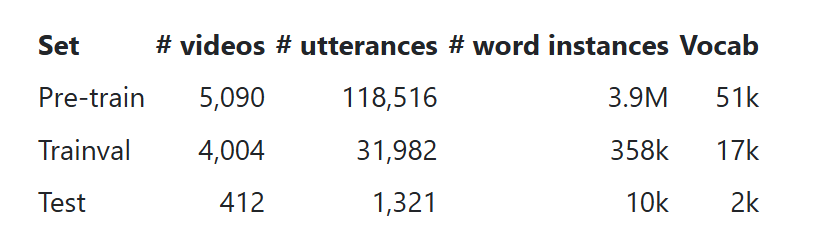 Set # videos # utterances # word instances Vocab
Pre-train 5,090 118,516 3.9M 51k
Trainval 4,004 31,982 358k 17k
Test 412 1,321 10k 2k